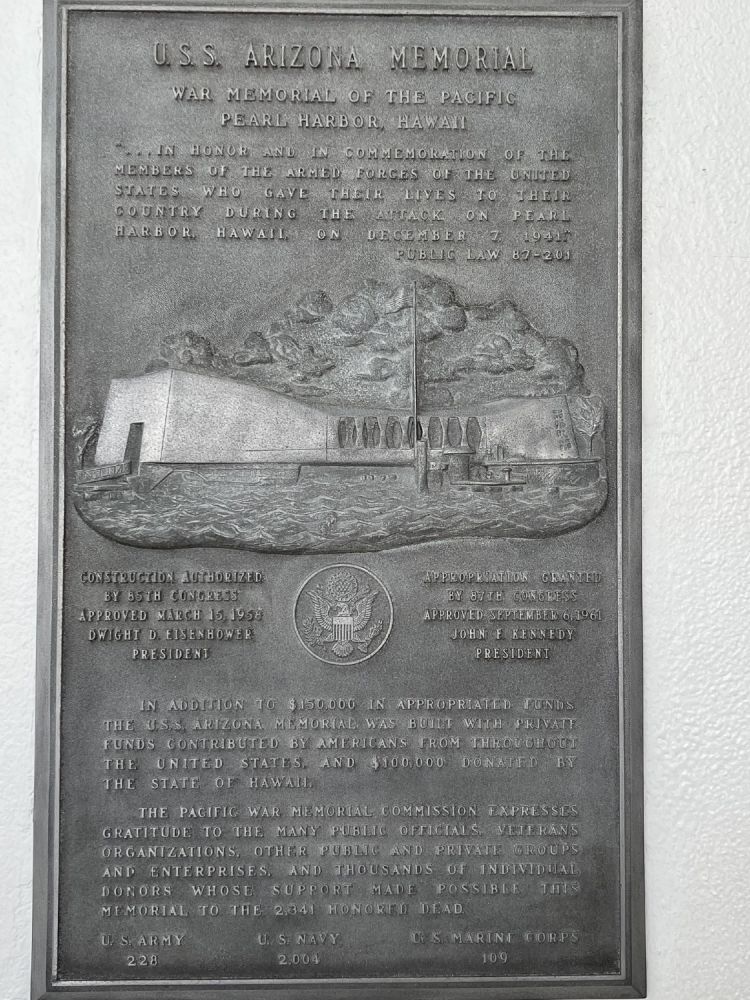 U.S.S. ARIZONA MEMORIAL
WAR MEMORIAL OF THE PACIFIC
PEARL HARBOR, HAWAII
"...IN HONOR AND IN COMMEMORATION OF THE
MEMBERS OF THE ARMED FORCES OF THE UNITED
STATES WHO GAVE THEIR LIVES TO THEIR
COUNTRY DURING THE ATTACK ON PEARL
HARBOR, HAWAII, ON DECEMBER 7, 1941."
PUBLIC LAW 87-201
CONSTRUCTION AUTHORIZED
BY 85TH CONGRESS
APPROVED MARCH 15, 1958
DWIGHT D. EISENHOWER
PRESIDENT
APPROPRIATION GRANTED
BY 87TH CONGRESS
APPROVED SEPTEMBER 6, 1961
JOHN F. KENNEDY
PRESIDENT
IN ADDITION TO $150,000 IN APPROPRIATED FUNDS
THE U.S.S. ARIZONA MEMORIAL WAS BUILT WITH PRIVATE
FUNDS CONTRIBUTED BY AMERICANS FROM THROUGHOUT
THE UNITED STATES, AND $100,000 DONATED BY
THE STATE OF HAWAII.
THE PACIFIC WAR MEMORIAL COMMISSION EXPRESSES
GRATITUDE TO THE MANY PUBLIC OFFICIALS, VETERANS
ORGANIZATIONS, OTHER PUBLIC AND PRIVATE GROUPS
AND ENTERPRISES, AND THOUSANDS OF INDIVIDUAL
DONORS WHOSE SUPPORT MADE POSSIBLE THIS
MEMORIAL TO THE 2,341 HONORED DEAD.
U.S. ARMY U.S. NAVY U.S. MARINE CORPS
228 2,004 109